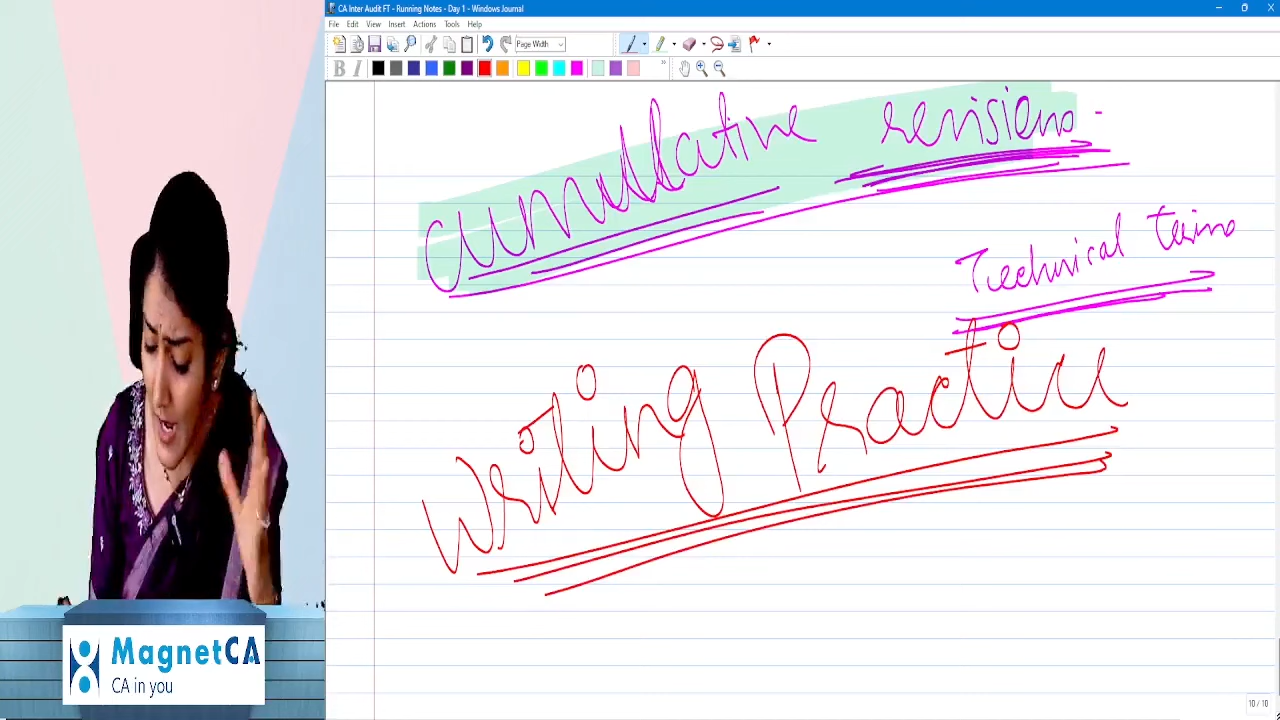 CA Inter Audit FT - Running Notes - Day 1 - Windows Journal
File Edit View Insert Actions Tools Help
Page Width
B I
cumullative revisions -
Technical terms
Writing Practice
MagnetCA
CA in you
10 / 10